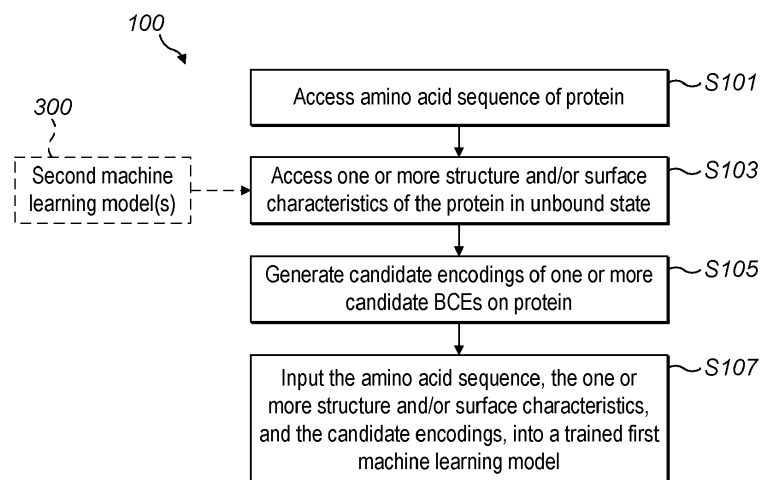 100
Access amino acid sequence of protein
S101
300
Second machine
learning model(s)
Access one or more structure and/or surface
characteristics of the protein in unbound state
S103
Generate candidate encodings of one or more
candidate BCEs on protein
S105
Input the amino acid sequence, the one or
more structure and/or surface characteristics,
and the candidate encodings, into a trained first
machine learning model
S107